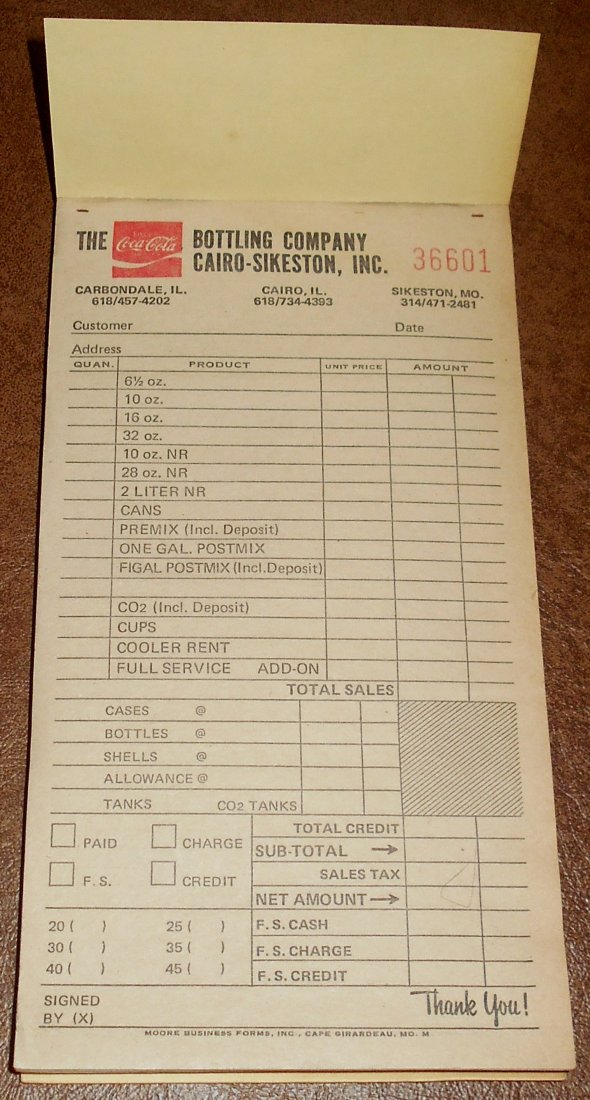 THE Enjoy Coca-Cola BOTTLING COMPANY
CAIRO-SIKESTON, INC. 36601
CARBONDALE, IL. CAIRO, IL. SIKESTON, MO.
618/457-4202 618/734-4393 314/471-2481
Customer Date
Address
QUAN. PRODUCT UNIT PRICE AMOUNT
6½ oz.
10 oz.
16 oz.
32 oz.
10 oz. NR
28 oz. NR
2 LITER NR
CANS
PREMIX (Incl. Deposit)
ONE GAL. POSTMIX
FIGAL POSTMIX (Incl. Deposit)
CO2 (Incl. Deposit)
CUPS
COOLER RENT
FULL SERVICE ADD-ON
TOTAL SALES
CASES @
BOTTLES @
SHELLS @
ALLOWANCE @
TANKS CO2 TANKS
TOTAL CREDIT
PAID CHARGE SUB-TOTAL →
SALES TAX
F.S. CREDIT NET AMOUNT →
20 ( ) 25 ( ) F.S. CASH
30 ( ) 35 ( ) F.S. CHARGE
40 ( ) 45 ( ) F.S. CREDIT
SIGNED
BY (X) Thank You!
MOORE BUSINESS FORMS, INC., CAPE GIRARDEAU, MO. M